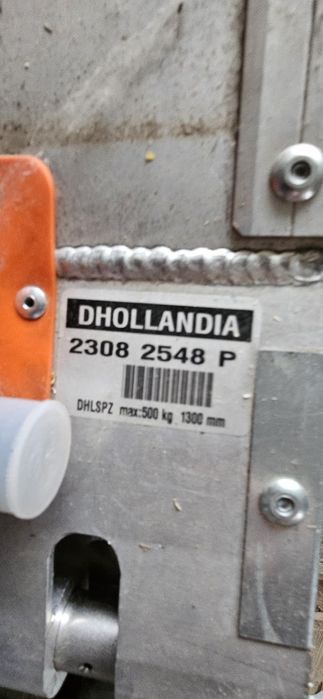 DHOLLANDIA
2308 2548 P
DHLSPZ max:500 kg 1300 mm